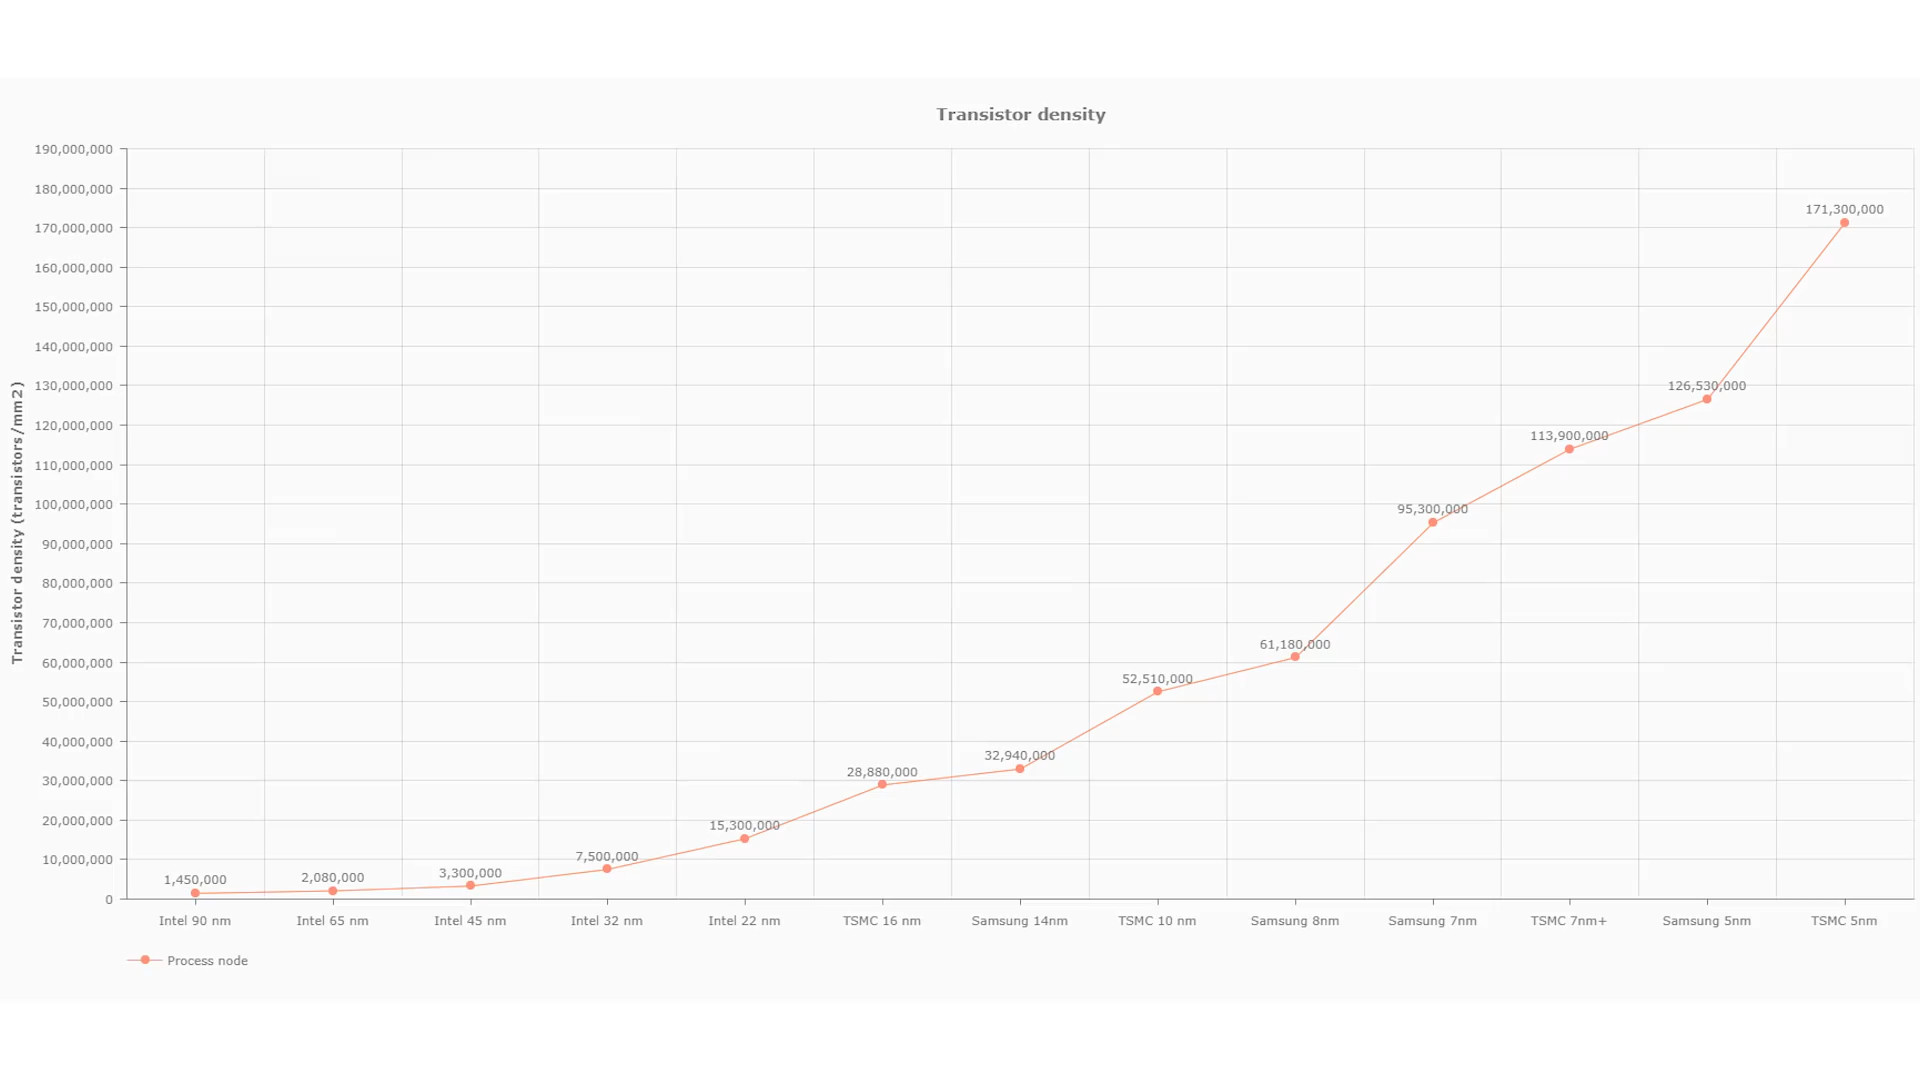 Transistor density
Transistor density (transistors/mm2)
190,000,000
180,000,000
170,000,000
160,000,000
150,000,000
140,000,000
130,000,000
120,000,000
110,000,000
100,000,000
90,000,000
80,000,000
70,000,000
60,000,000
50,000,000
40,000,000
30,000,000
20,000,000
10,000,000
0
1,450,000
2,080,000
3,300,000
7,500,000
15,300,000
28,880,000
32,940,000
52,510,000
61,180,000
95,300,000
113,900,000
126,530,000
171,300,000
Intel 90 nm
Intel 65 nm
Intel 45 nm
Intel 32 nm
Intel 22 nm
TSMC 16 nm
Samsung 14nm
TSMC 10 nm
Samsung 8nm
Samsung 7nm
TSMC 7nm+
Samsung 5nm
TSMC 5nm
Process node